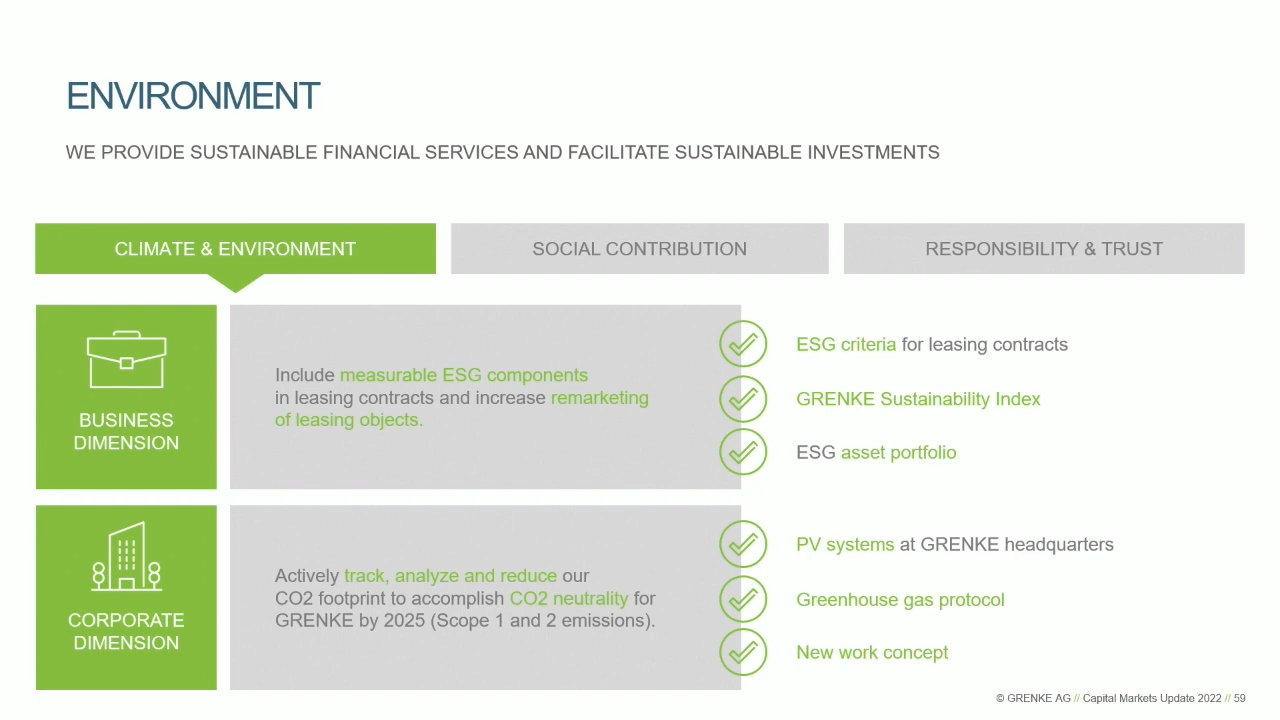 ENVIRONMENT
WE PROVIDE SUSTAINABLE FINANCIAL SERVICES AND FACILITATE SUSTAINABLE INVESTMENTS
CLIMATE & ENVIRONMENT
SOCIAL CONTRIBUTION
RESPONSIBILITY & TRUST
BUSINESS
DIMENSION
Include measurable ESG components
in leasing contracts and increase remarketing
of leasing objects.
ESG criteria for leasing contracts
GRENKE Sustainability Index
ESG asset portfolio
CORPORATE
DIMENSION
Actively track, analyze and reduce our
CO2 footprint to accomplish CO2 neutrality for
GRENKE by 2025 (Scope 1 and 2 emissions).
PV systems at GRENKE headquarters
Greenhouse gas protocol
New work concept
© GRENKE AG // Capital Markets Update 2022 // 59